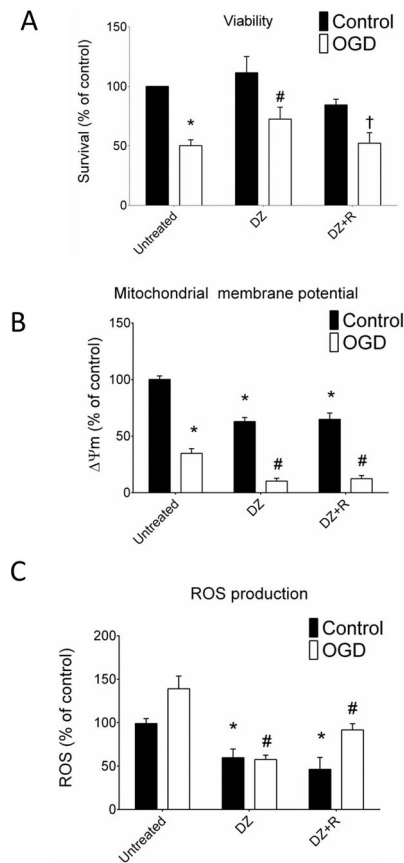 A
Viability
Control
OGD
Survival (% of control)
150
100
50
0
#
*
†
Untreated
DZ
DZ+R
Mitochondrial membrane potential
B
Control
OGD
ΔΨm (% of control)
150
100
50
0
*
*
*
#
#
Untreated
DZ
DZ+R
C
ROS production
Control
OGD
ROS (% of control)
200
150
100
50
0
*
#
*
#
Untreated
DZ
DZ+R